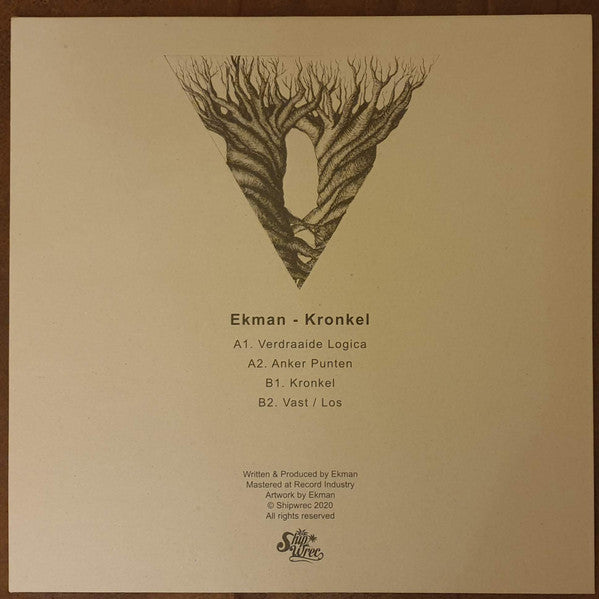 Ekman - Kronkel
A1. Verdraaide Logica
A2. Anker Punten
B1. Kronkel
B2. Vast / Los
Written & Produced by Ekman
Mastered at Record Industry
Artwork by Ekman
© Shipwrec 2020
All rights reserved
Ship
Wrec